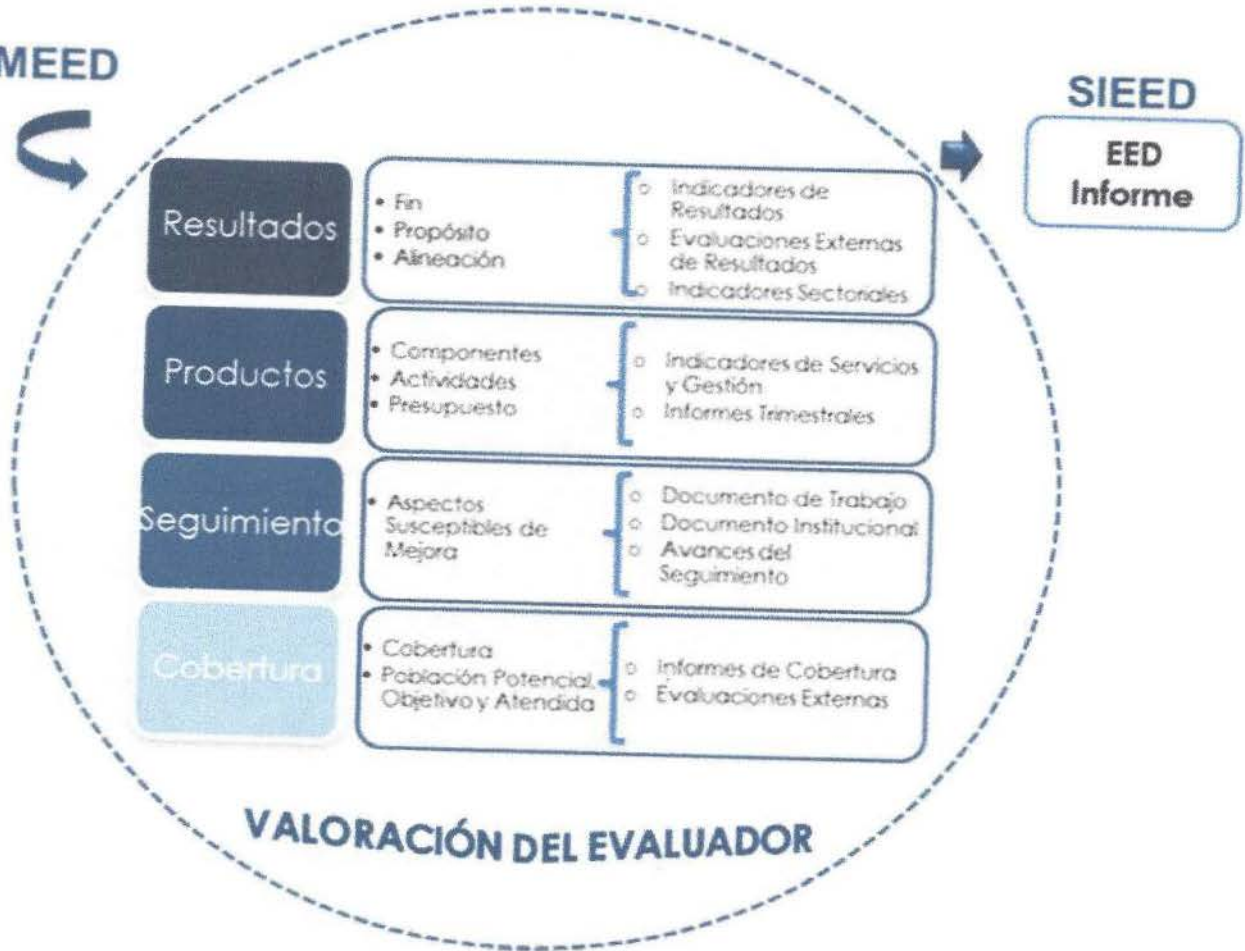 MEED
SIEED
EED
Informe
Resultados
• Fin
• Propósito
• Alineación
o Indicadores de
Resultados
o Evaluaciones Externas
de Resultados
o Indicadores Sectoriales
Productos
• Componentes
• Actividades
• Presupuesto
o Indicadores de Servicios
y Gestión
o Informes Trimestrales
Seguimiento
• Aspectos
Susceptibles de
Mejora
o Documento de Trabajo
o Documento Institucional
o Avances del
Seguimiento
Cobertura
• Cobertura
• Población Potencial,
Objetivo y Atendida
o Informes de Cobertura
o Evaluaciones Externas
VALORACIÓN DEL EVALUADOR